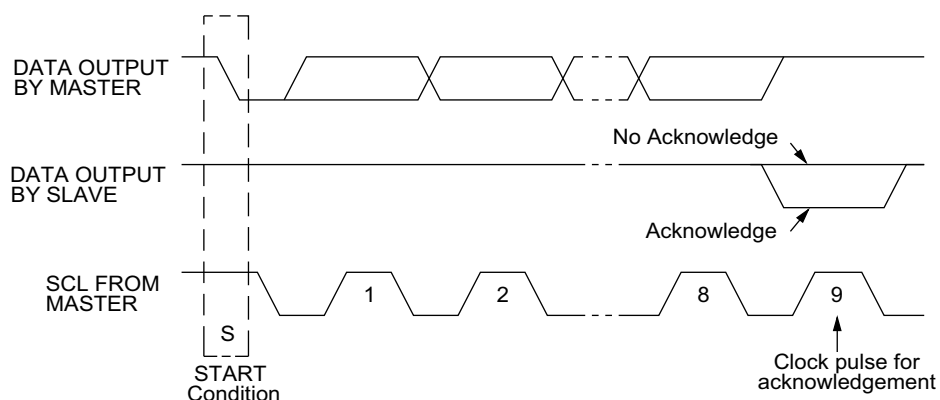 DATA OUTPUT
BY MASTER
No Acknowledge
DATA OUTPUT
BY SLAVE
Acknowledge
SCL FROM
MASTER
1
2
8
9
S
START
Condition
Clock pulse for
acknowledgement